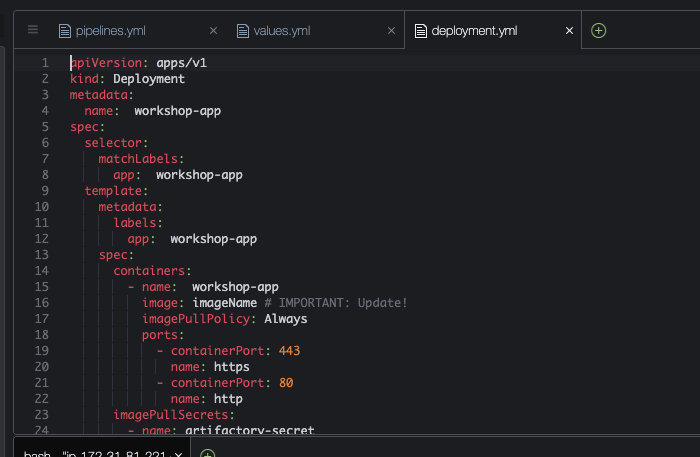 pipelines.yml values.yml deployment.yml
1 apiVersion: apps/v1
2 kind: Deployment
3 metadata:
4 name: workshop-app
5 spec:
6 selector:
7 matchLabels:
8 app: workshop-app
9 template:
10 metadata:
11 labels:
12 app: workshop-app
13 spec:
14 containers:
15 - name: workshop-app
16 image: imageName # IMPORTANT: Update!
17 imagePullPolicy: Always
18 ports:
19 - containerPort: 443
20 name: https
21 - containerPort: 80
22 name: http
23 imagePullSecrets:
24 - name: artifactory-secret
bash - "ip-172-31-81-221